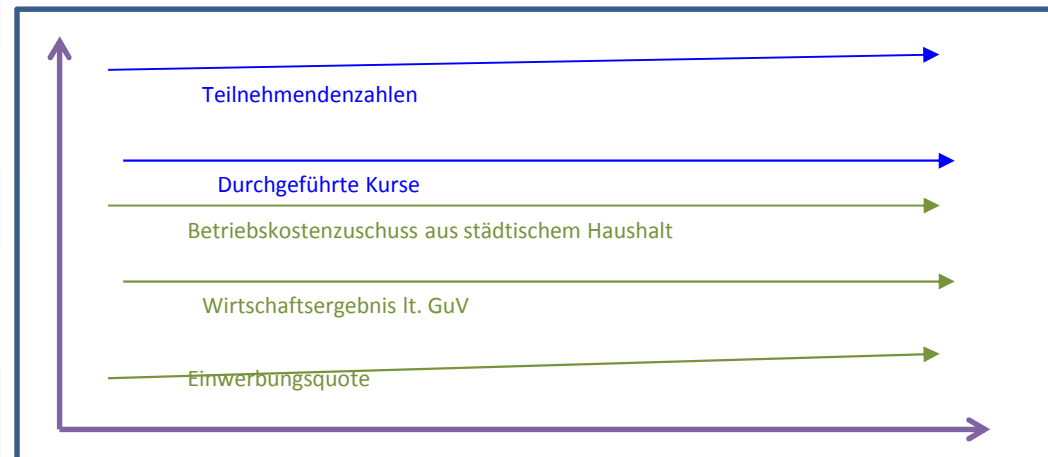 Teilnehmendenzahlen
Durchgeführte Kurse
Betriebskostenzuschuss aus städtischem Haushalt
Wirtschaftsergebnis lt. GuV
Einwerbungsquote